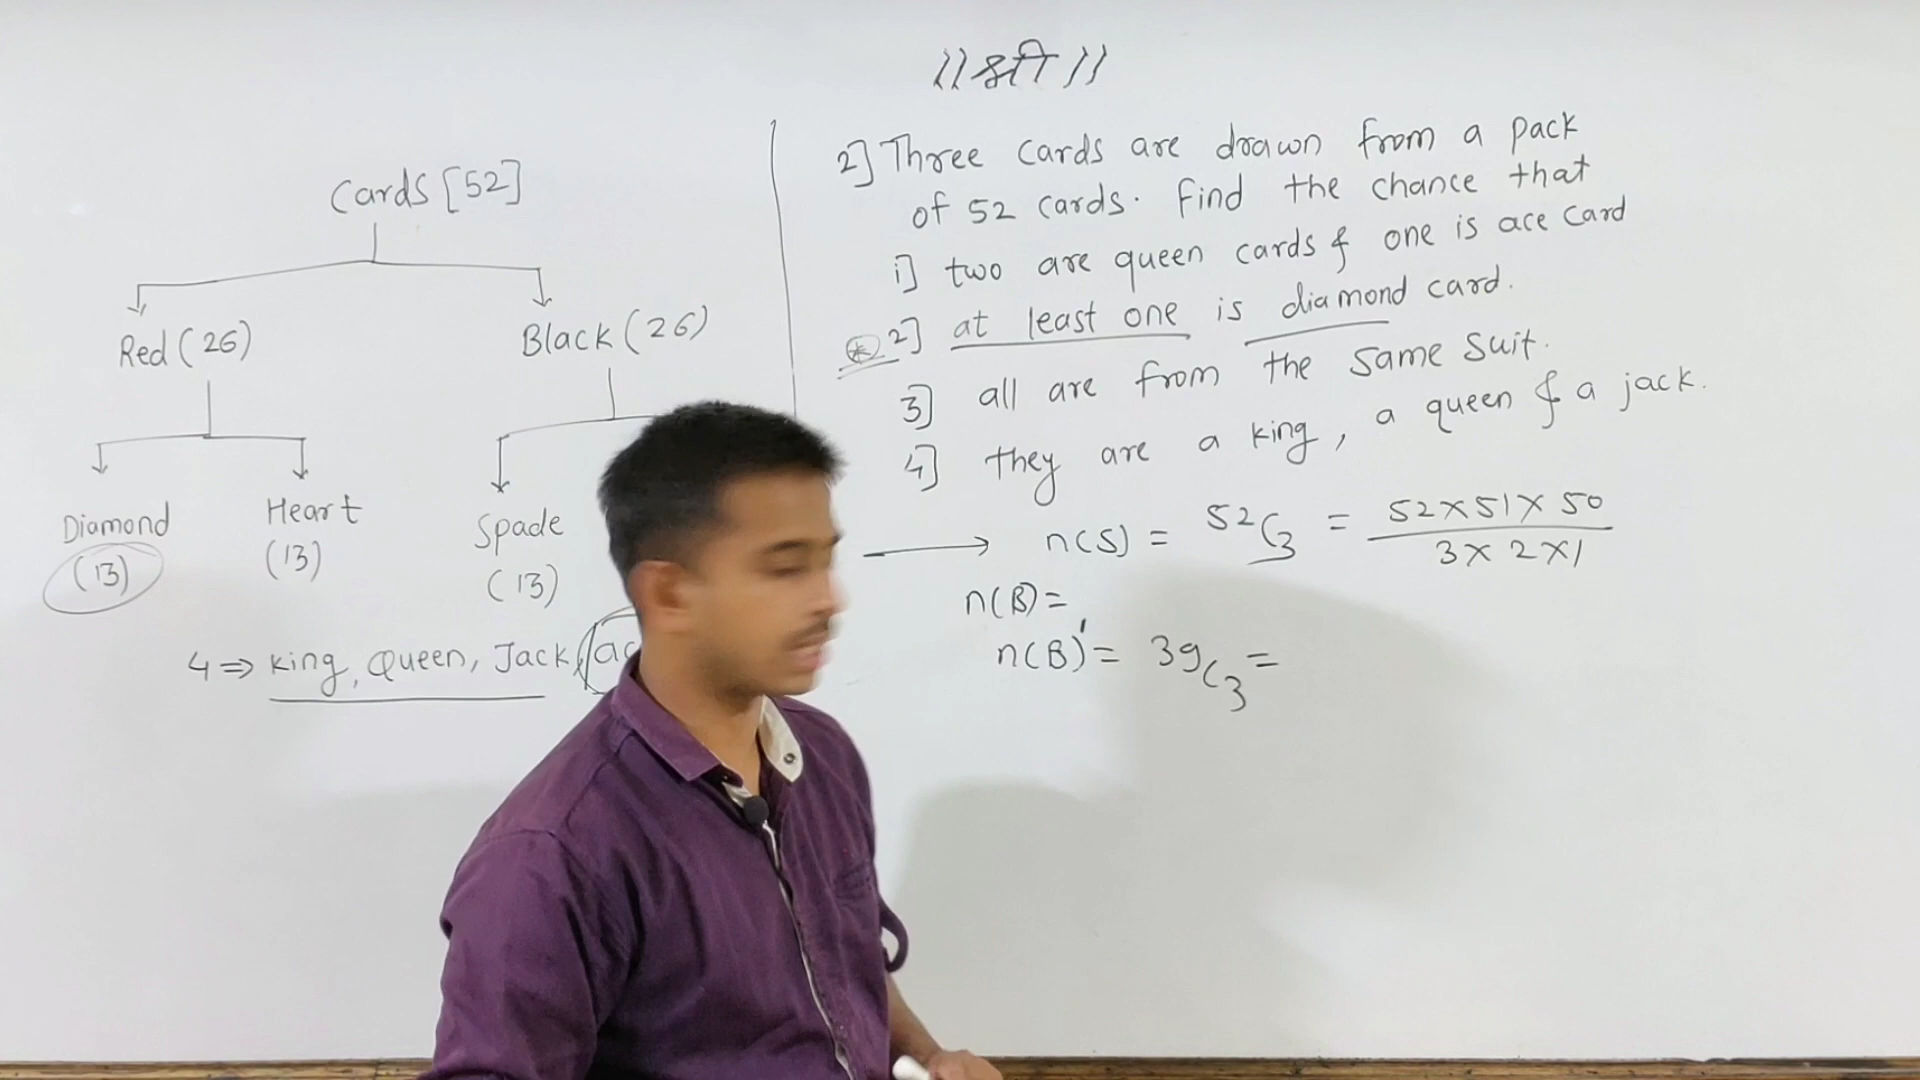 ||श्री||
Cards [52]
Red (26)
Black (26)
Diamond
(13)
Heart
(13)
Spade
(13)
4 ⇒ king, Queen, Jack,
2] Three cards are drawn from a pack
of 52 cards. Find the chance that
i] two are queen cards & one is ace card
* 2] at least one is diamond card.
3] all are from the same suit.
4] they are a king, a queen & a jack.
→ n(S) = 52C3 = 52×51×50
3×2×1
n(B) =
n(B)' = 39C3 =